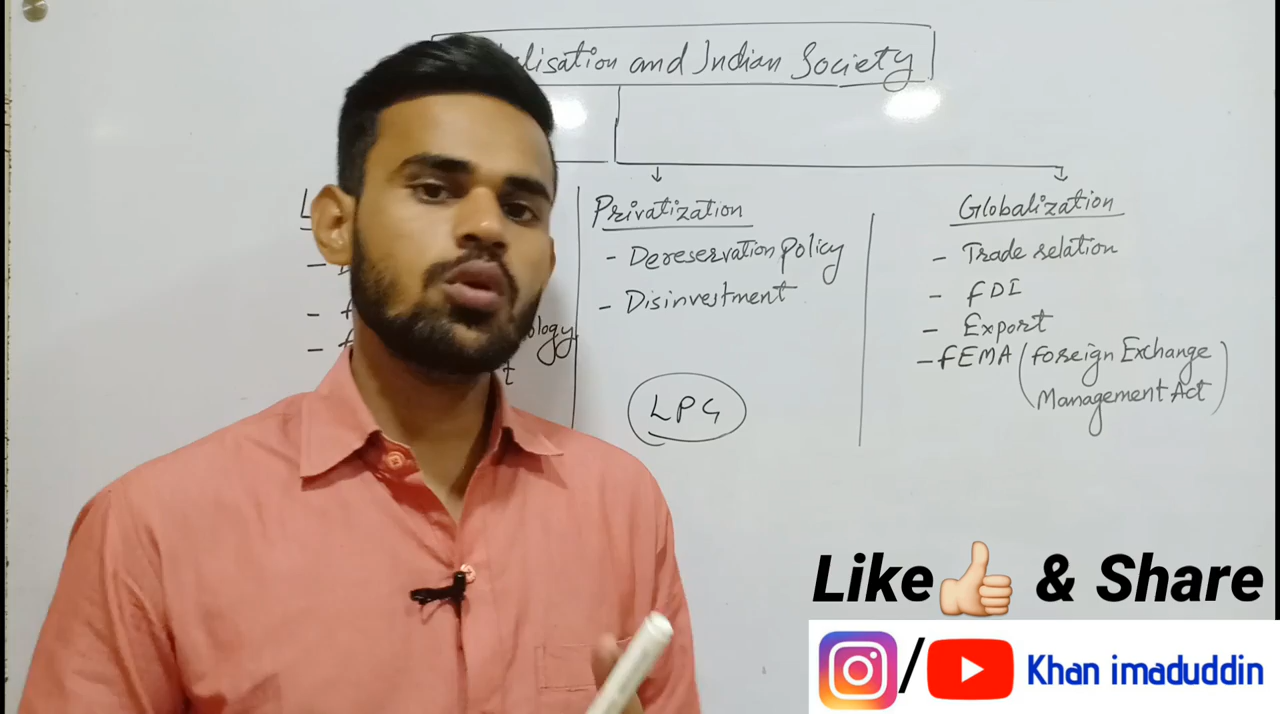 alisation and Indian Society
Privatization
- Dereservation policy
- Disinvestment
LPG
Globalization
- Trade relation
- FDI
- Export
- FEMA (Foreign Exchange
Management Act)
Like 👍 & Share
/ Khan imaduddin